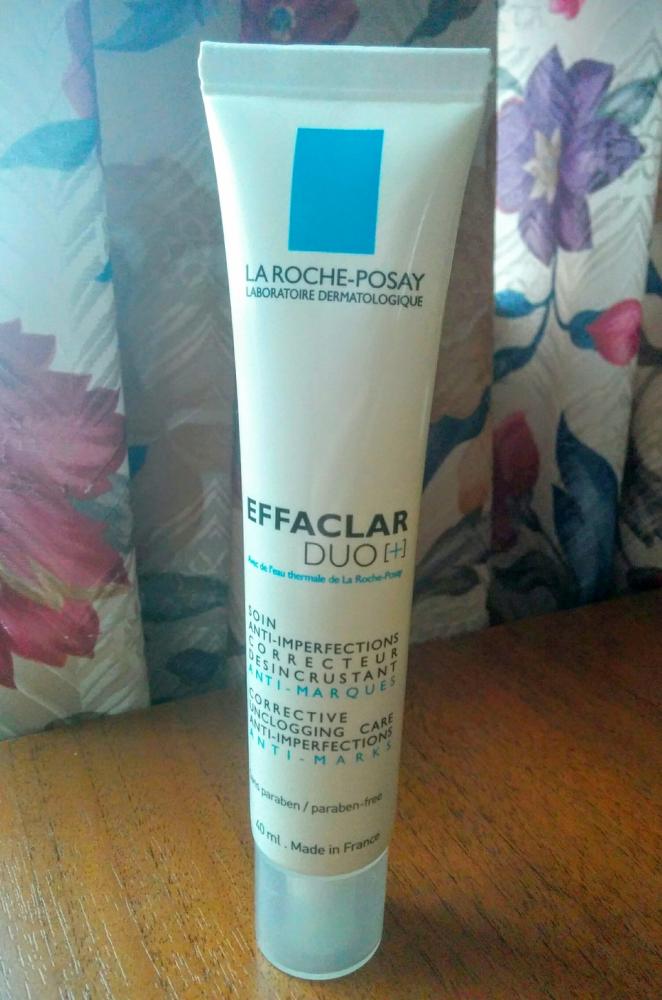 LA ROCHE-POSAY
LABORATOIRE DERMATOLOGIQUE
EFFACLAR
DUO [+]
Avec de l'eau thermale de La Roche-Posay
SOIN
ANTI-IMPERFECTIONS
CORRECTEUR
DÉSINCRUSTANT
ANTI-MARQUES
CORRECTIVE
UNCLOGGING CARE
ANTI-IMPERFECTIONS
ANTI-MARKS
sans paraben / paraben-free
40 ml . Made in France